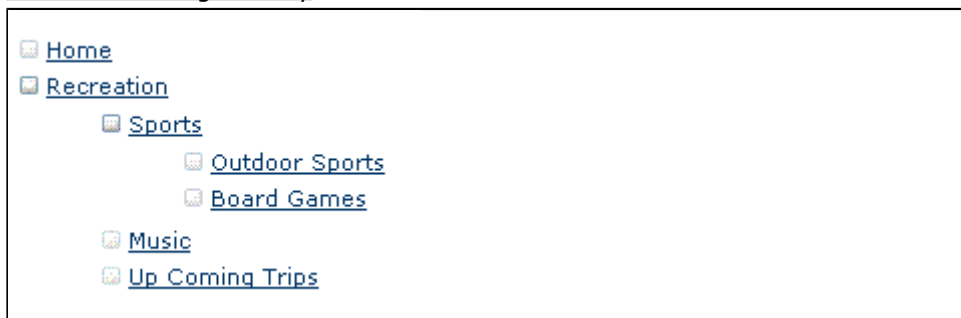 Home
Recreation
Sports
Outdoor Sports
Board Games
Music
Up Coming Trips